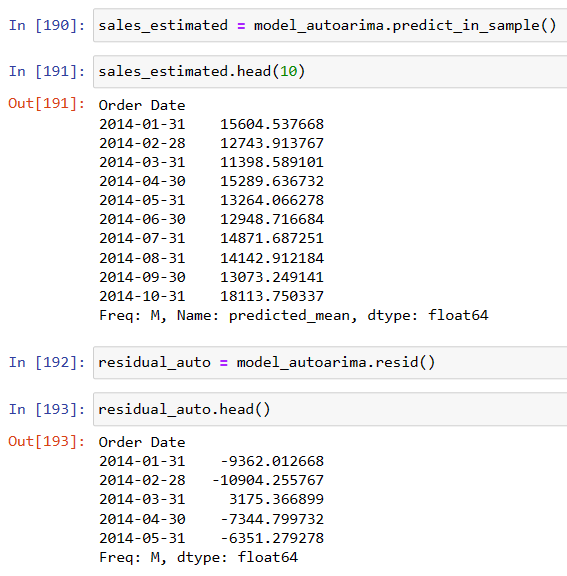 In [190]: sales_estimated = model_autoarima.predict_in_sample()
In [191]: sales_estimated.head(10)
Out[191]: Order Date
2014-01-31    15604.537668
2014-02-28    12743.913767
2014-03-31    11398.589101
2014-04-30    15289.636732
2014-05-31    13264.066278
2014-06-30    12948.716684
2014-07-31    14871.687251
2014-08-31    14142.912184
2014-09-30    13073.249141
2014-10-31    18113.750337
Freq: M, Name: predicted_mean, dtype: float64
In [192]: residual_auto = model_autoarima.resid()
In [193]: residual_auto.head()
Out[193]: Order Date
2014-01-31    -9362.012668
2014-02-28   -10904.255767
2014-03-31     3175.366899
2014-04-30    -7344.799732
2014-05-31    -6351.279278
Freq: M, dtype: float64